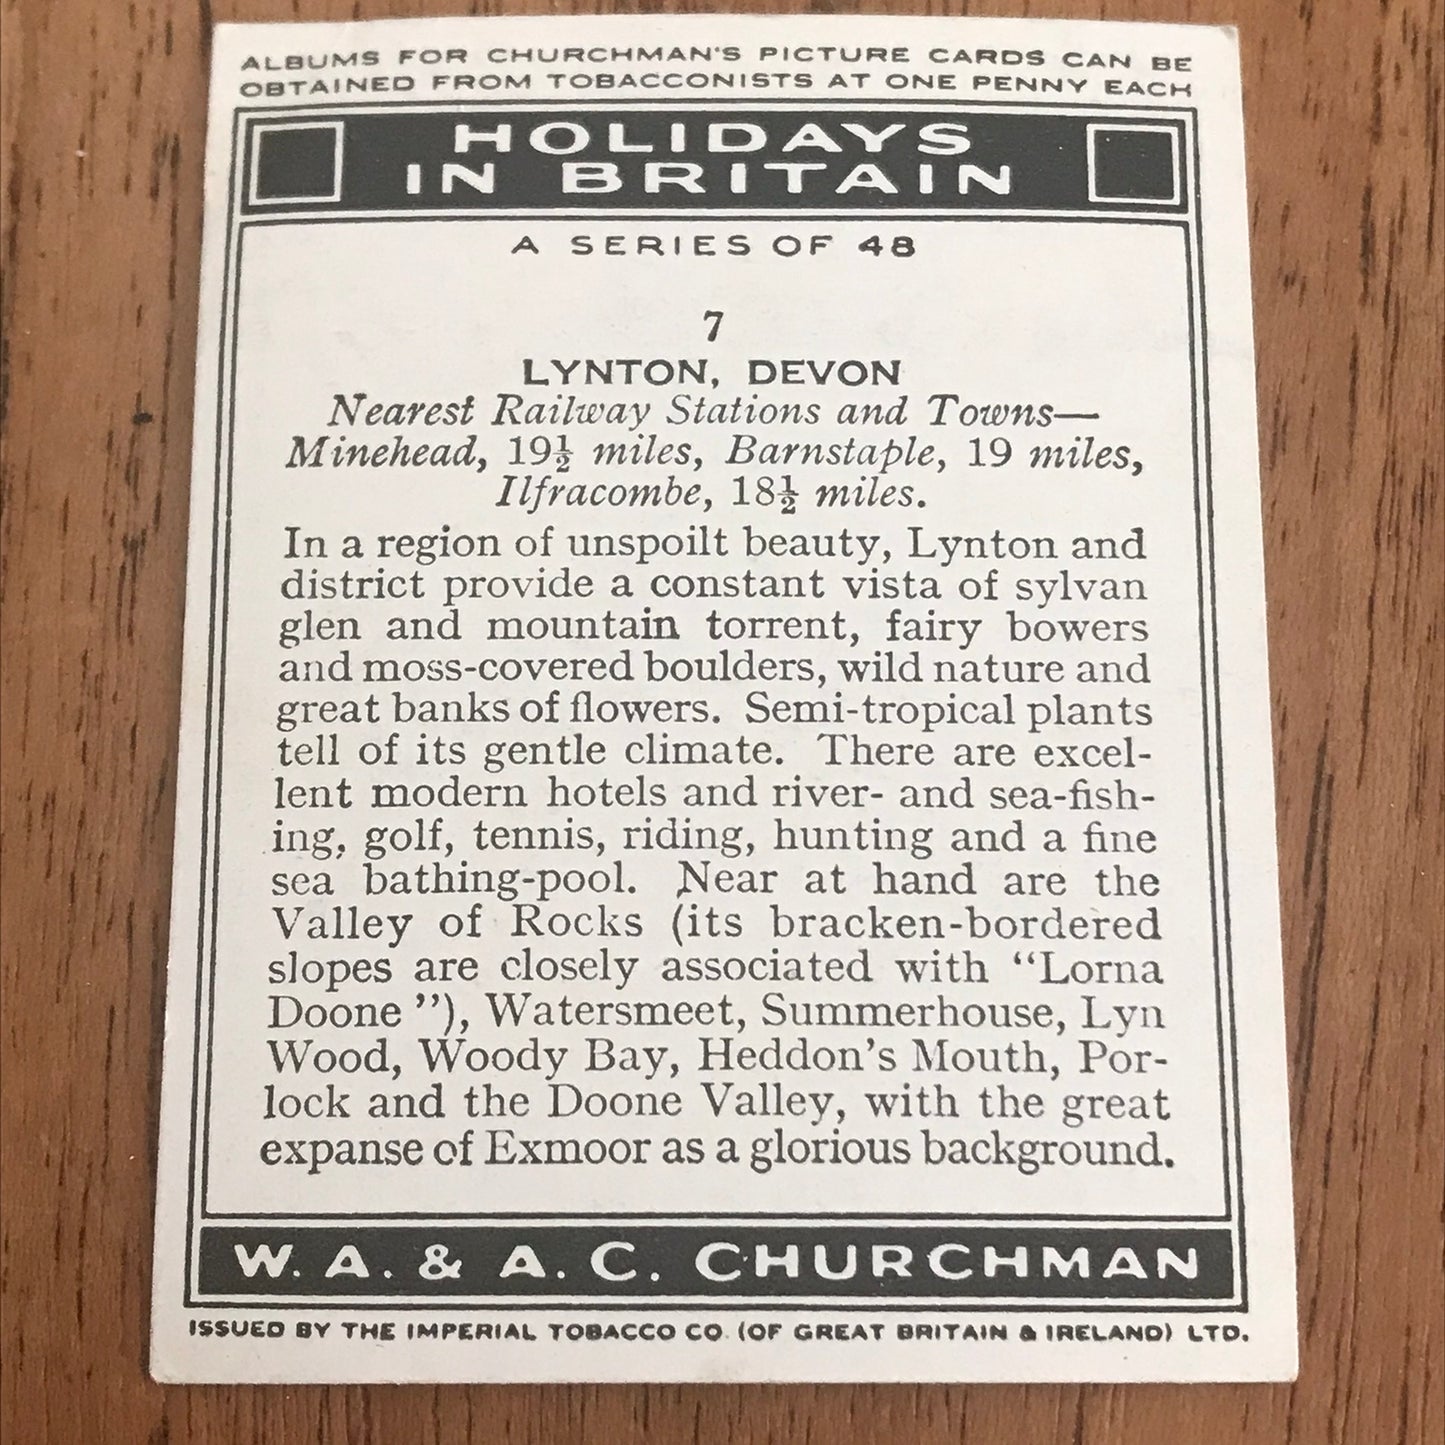 ALBUMS FOR CHURCHMAN'S PICTURE CARDS CAN BE
OBTAINED FROM TOBACCONISTS AT ONE PENNY EACH
HOLIDAYS
IN BRITAIN
A SERIES OF 48
7
LYNTON, DEVON
Nearest Railway Stations and Towns—
Minehead, 19½ miles, Barnstaple, 19 miles,
Ilfracombe, 18½ miles.
In a region of unspoilt beauty, Lynton and
district provide a constant vista of sylvan
glen and mountain torrent, fairy bowers
and moss-covered boulders, wild nature and
great banks of flowers. Semi-tropical plants
tell of its gentle climate. There are excel-
lent modern hotels and river- and sea-fish-
ing, golf, tennis, riding, hunting and a fine
sea bathing-pool. Near at hand are the
Valley of Rocks (its bracken-bordered
slopes are closely associated with “Lorna
Doone ”), Watersmeet, Summerhouse, Lyn
Wood, Woody Bay, Heddon's Mouth, Por-
lock and the Doone Valley, with the great
expanse of Exmoor as a glorious background.
W. A. & A. C. CHURCHMAN
ISSUED BY THE IMPERIAL TOBACCO CO. (OF GREAT BRITAIN & IRELAND) LTD.